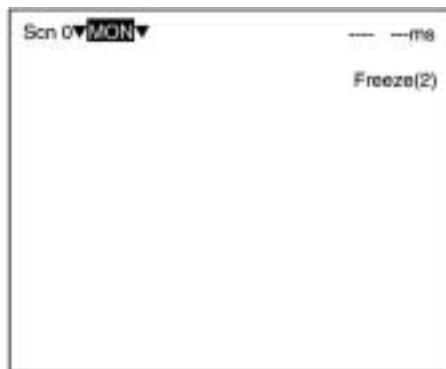 Scn 0▼MON▼ ---- ---ms
Freeze(2)